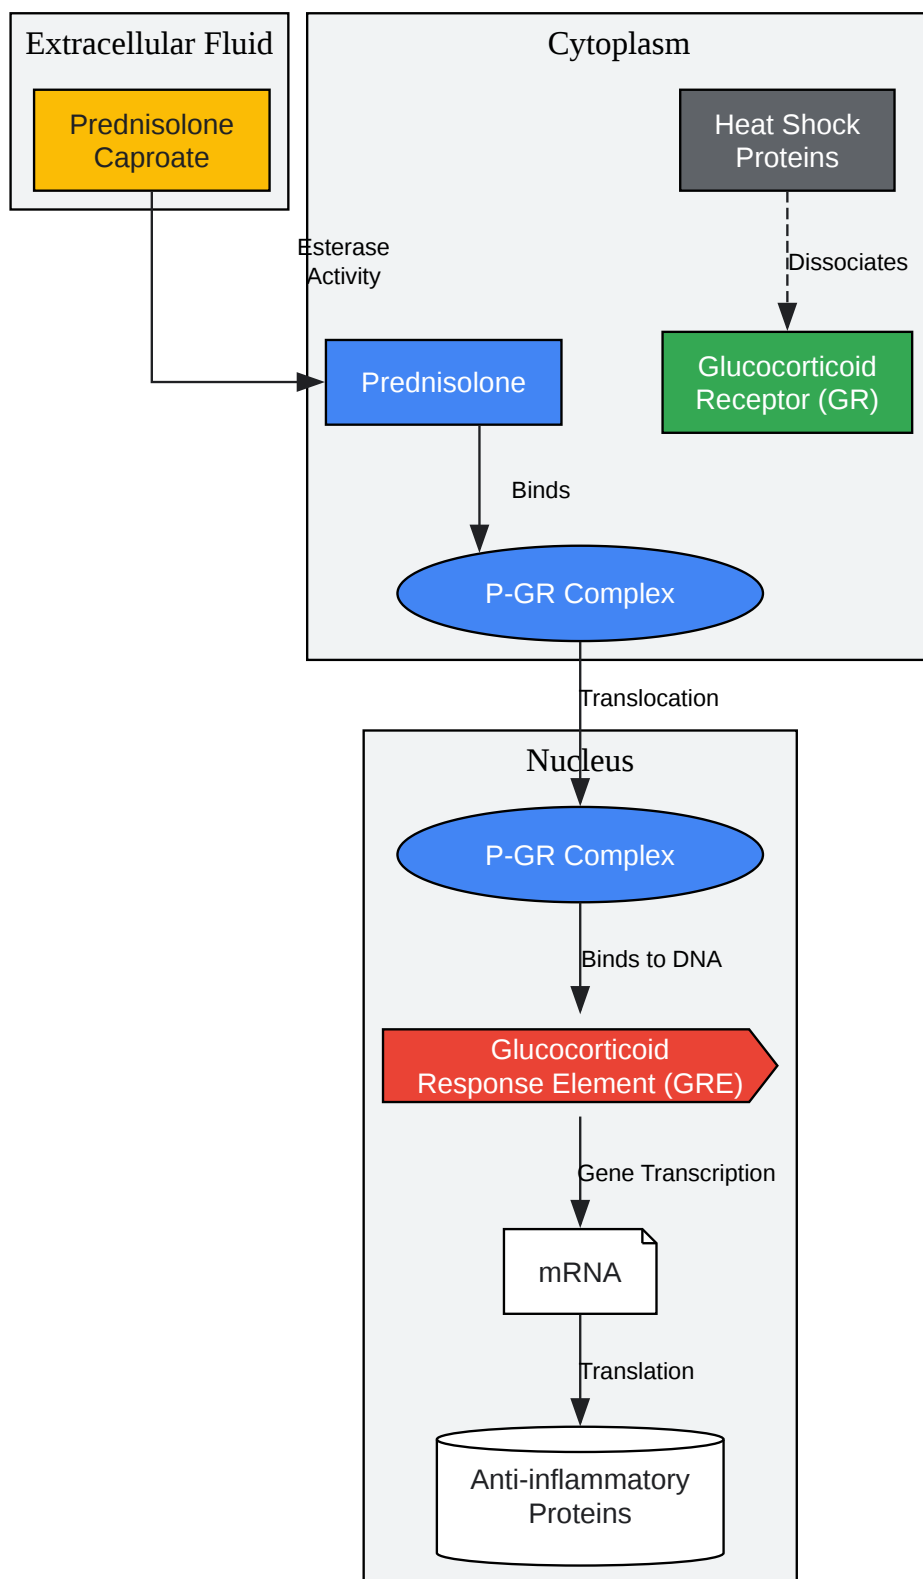 Extracellular Fluid
Cytoplasm
Prednisolone
Caproate
Heat Shock
Proteins
Esterase
Activity
Dissociates
Prednisolone
Glucocorticoid
Receptor (GR)
Binds
P-GR Complex
Translocation
Nucleus
P-GR Complex
Binds to DNA
Glucocorticoid
Response Element (GRE)
Gene Transcription
mRNA
Translation
Anti-inflammatory
Proteins